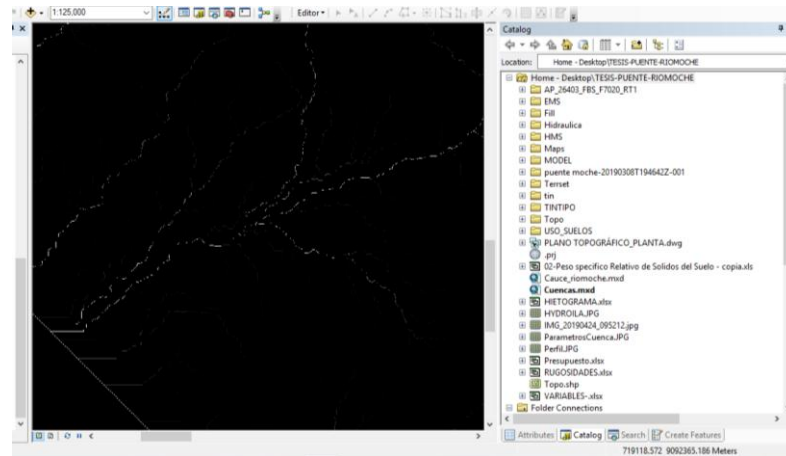 1:125,000
Editor
Catalog
Location: Home - Desktop\TESIS-PUENTE-RIOMOCHE
Home - Desktop\TESIS-PUENTE-RIOMOCHE
AP_26403_FBS_F7020_RT1
EMS
Fill
Hidraulica
HMS
Maps
MODEL
puente moche-20190308T194642Z-001
Terrset
tin
TINTIPO
Topo
USO_SUELOS
PLANO TOPOGRÁFICO_PLANTA.dwg
.prj
02-Peso specifico Relativo de Solidos del Suelo - copia.xls
Cauce_riomoche.mxd
Cuencas.mxd
HIETOGRAMA.xlsx
HYDROILA.JPG
IMG_20190424_095212.jpg
ParametrosCuenca.JPG
Perfil.JPG
Presupuesto.xlsx
RUGOSIDADES.xlsx
Topo.shp
VARIABLES-.xlsx
Folder Connections
Attributes Catalog Search Create Features
719118.572 9092365.186 Meters